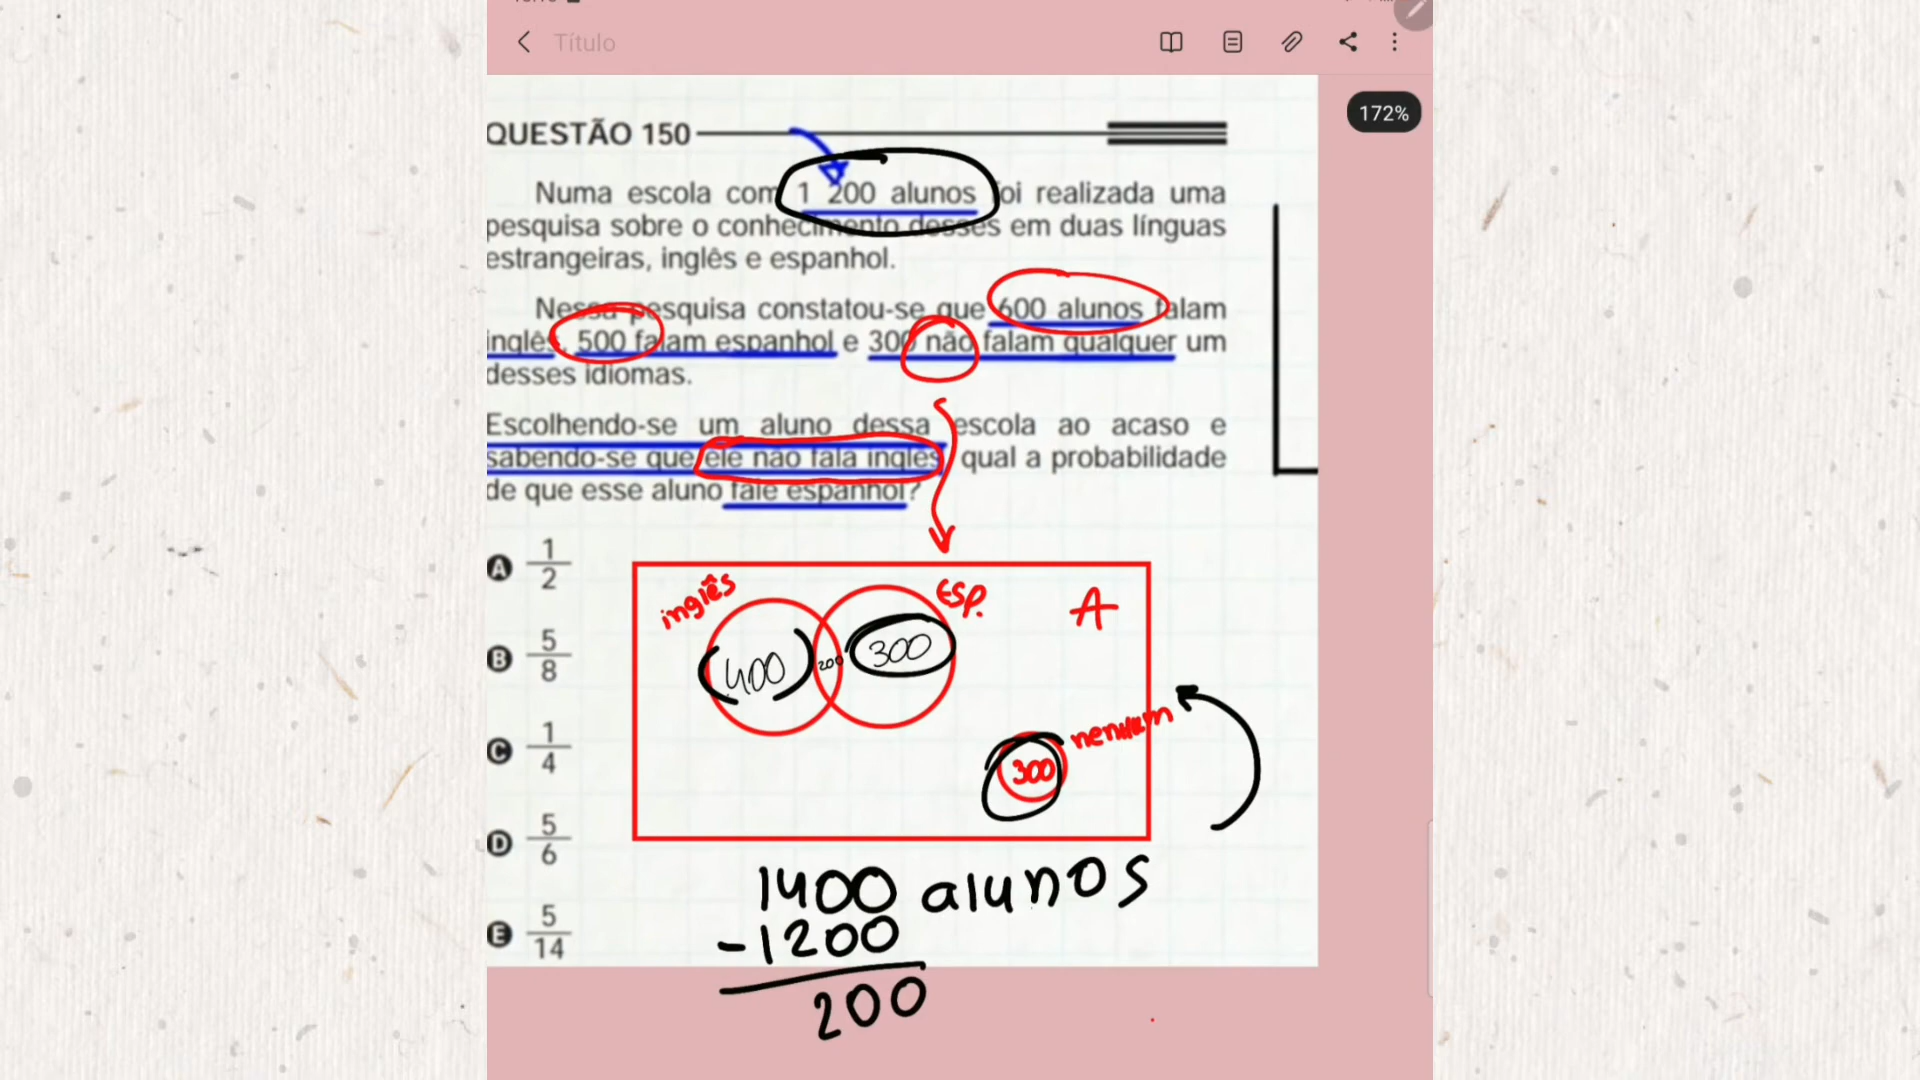 Título
172%
QUESTÃO 150
Numa escola com 1 200 alunos foi realizada uma
pesquisa sobre o conhecimento desses em duas línguas
estrangeiras, inglês e espanhol.
Nessa pesquisa constatou-se que 600 alunos falam
inglês, 500 falam espanhol e 300 não falam qualquer um
desses idiomas.
Escolhendo-se um aluno dessa escola ao acaso e
sabendo-se que ele não fala inglês, qual a probabilidade
de que esse aluno fale espanhol?
A 1/2
B 5/8
C 1/4
D 5/6
E 5/14
inglês
Esp.
A
400
200
300
nenhum
300
1400 alunos
-1200
200